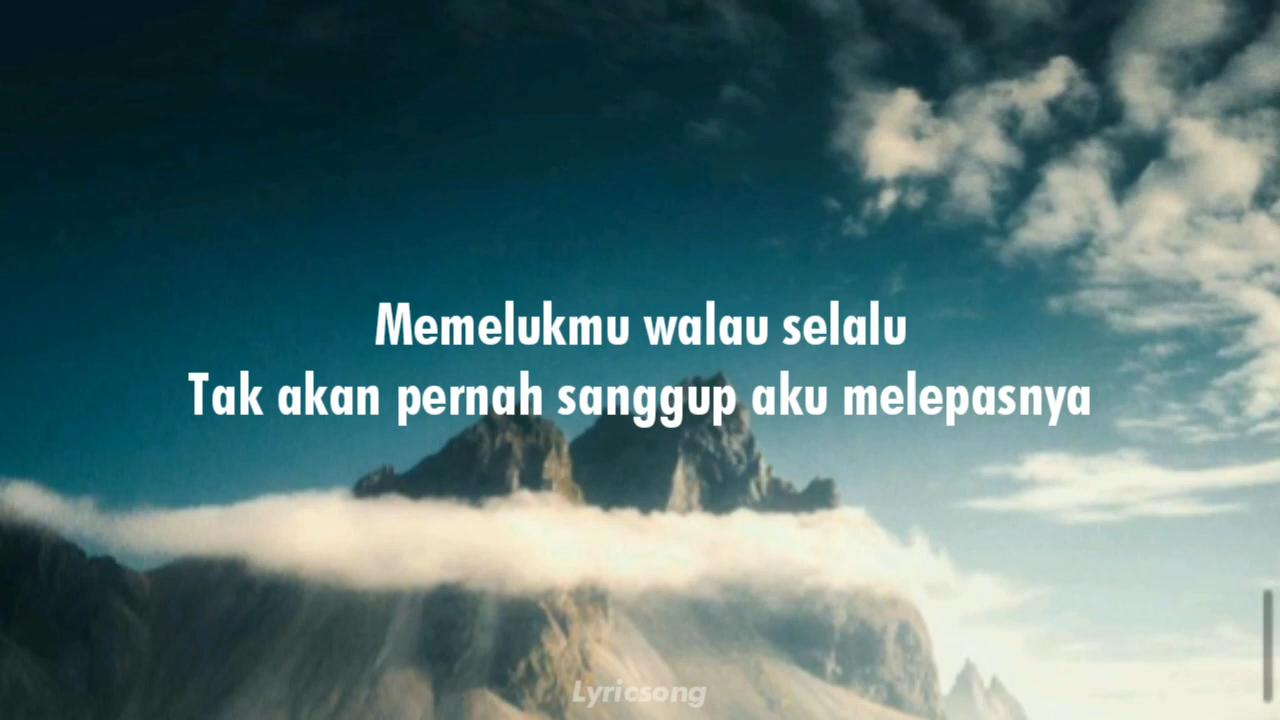 Memelukmu walau selalu
Tak akan pernah sanggup aku melepasnya
Lyricsong